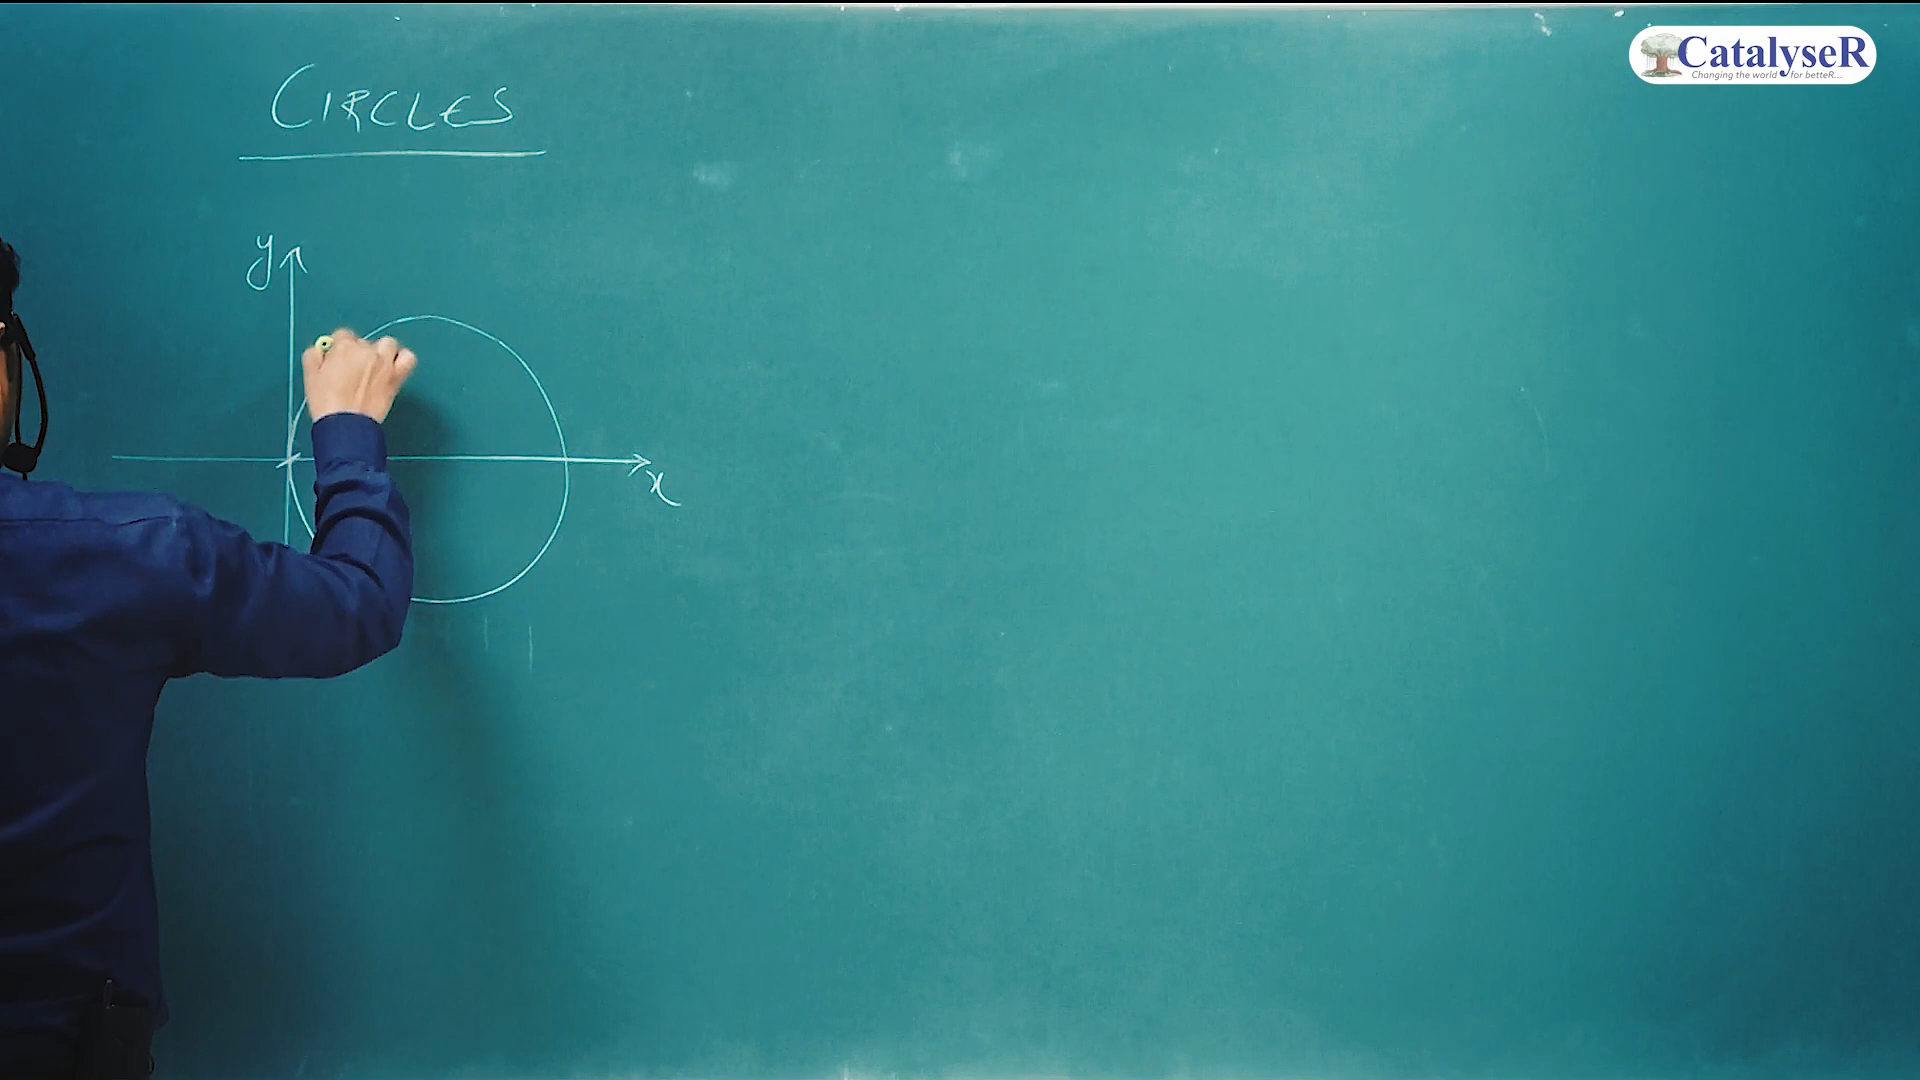 CatalyseR
Changing the world for betteR...
CIRCLES
y
x